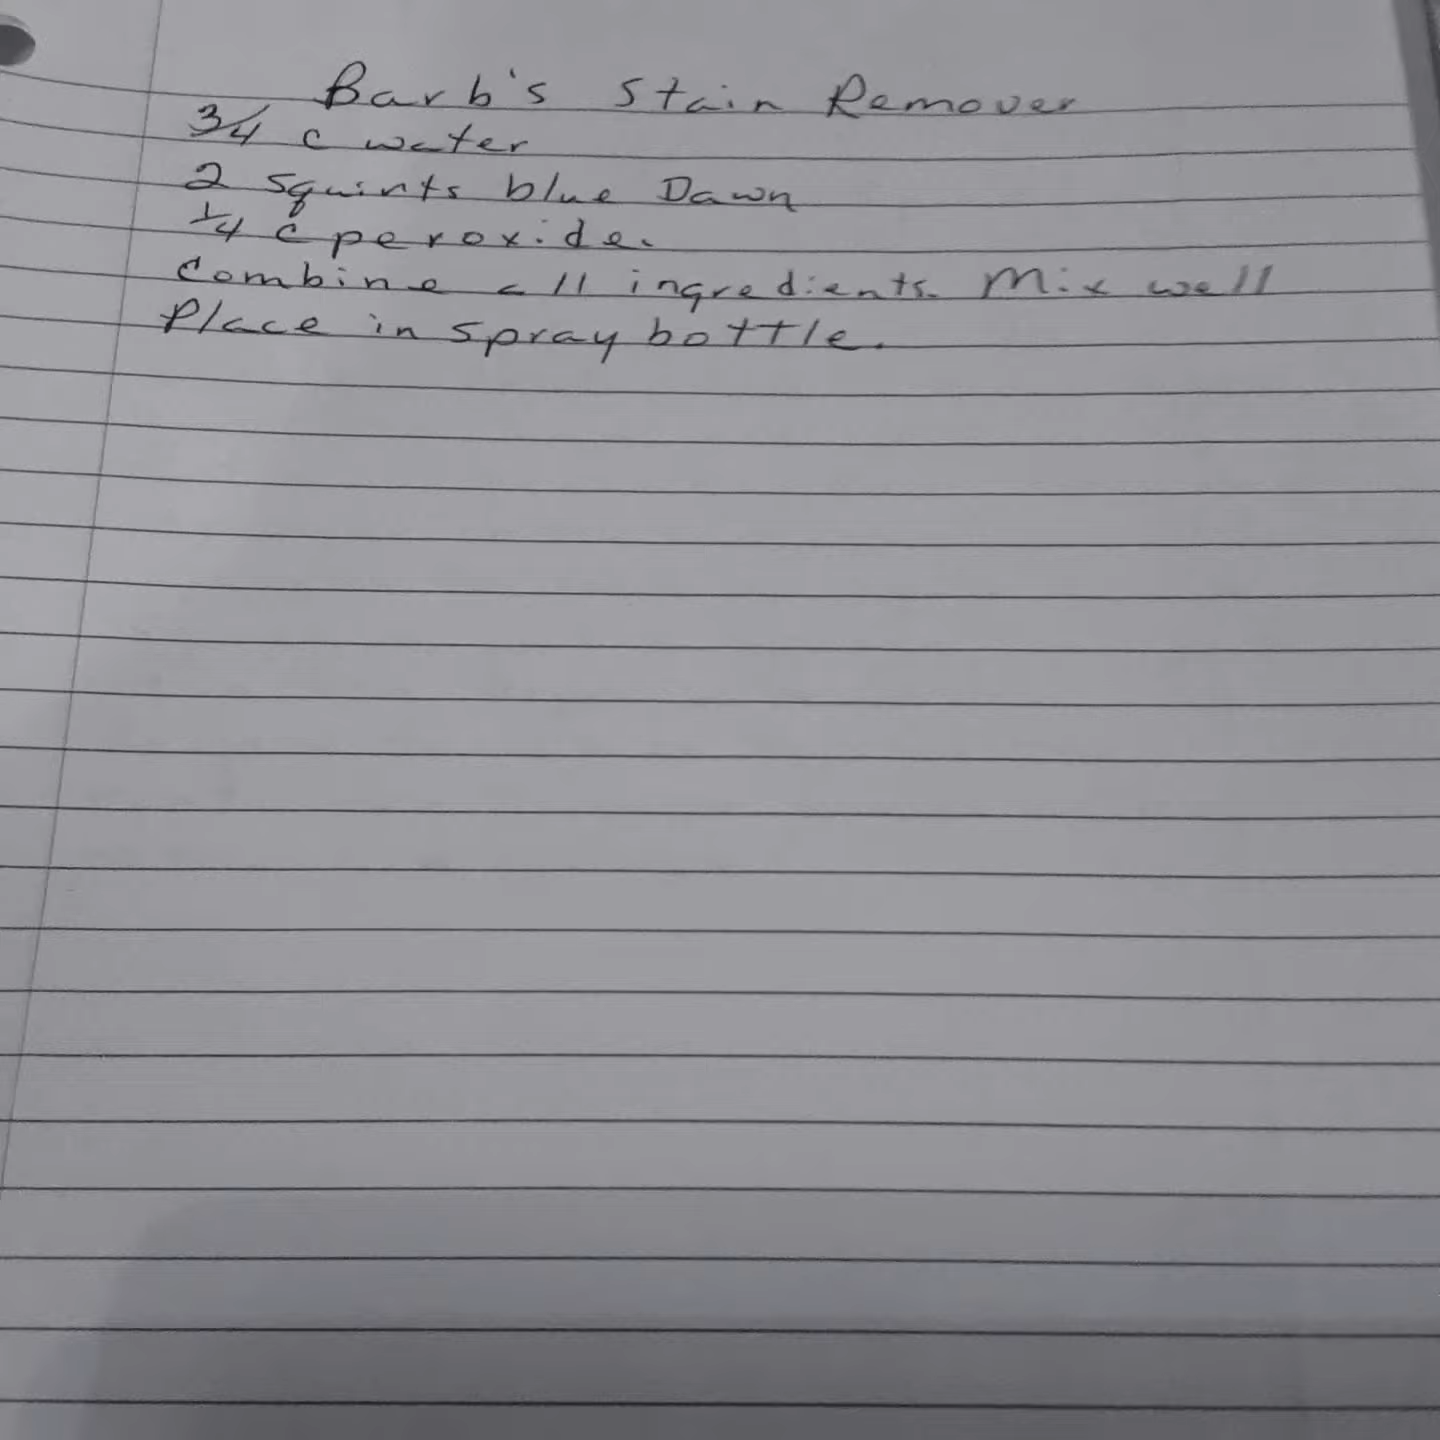 Barb's Stain Remover
3/4 c water
2 squirts blue Dawn
1/4 c peroxide.
Combine all ingredients. Mix well
Place in spray bottle.